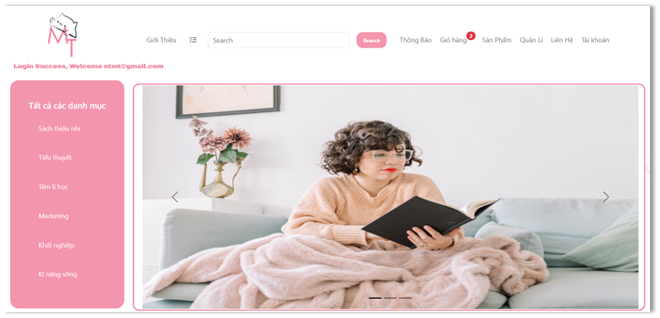 MT
Giới Thiệu
Search
Search
Thông Báo
Giỏ hàng
2
Sản Phẩm
Quản Lí
Liên Hệ
Tài khoản
Login Success, Welcome ntmt@gmail.com
Tất cả các danh mục
Sách thiếu nhi
Tiểu thuyết
Tâm lí học
Marketing
Khởi nghiệp
Kĩ năng sống